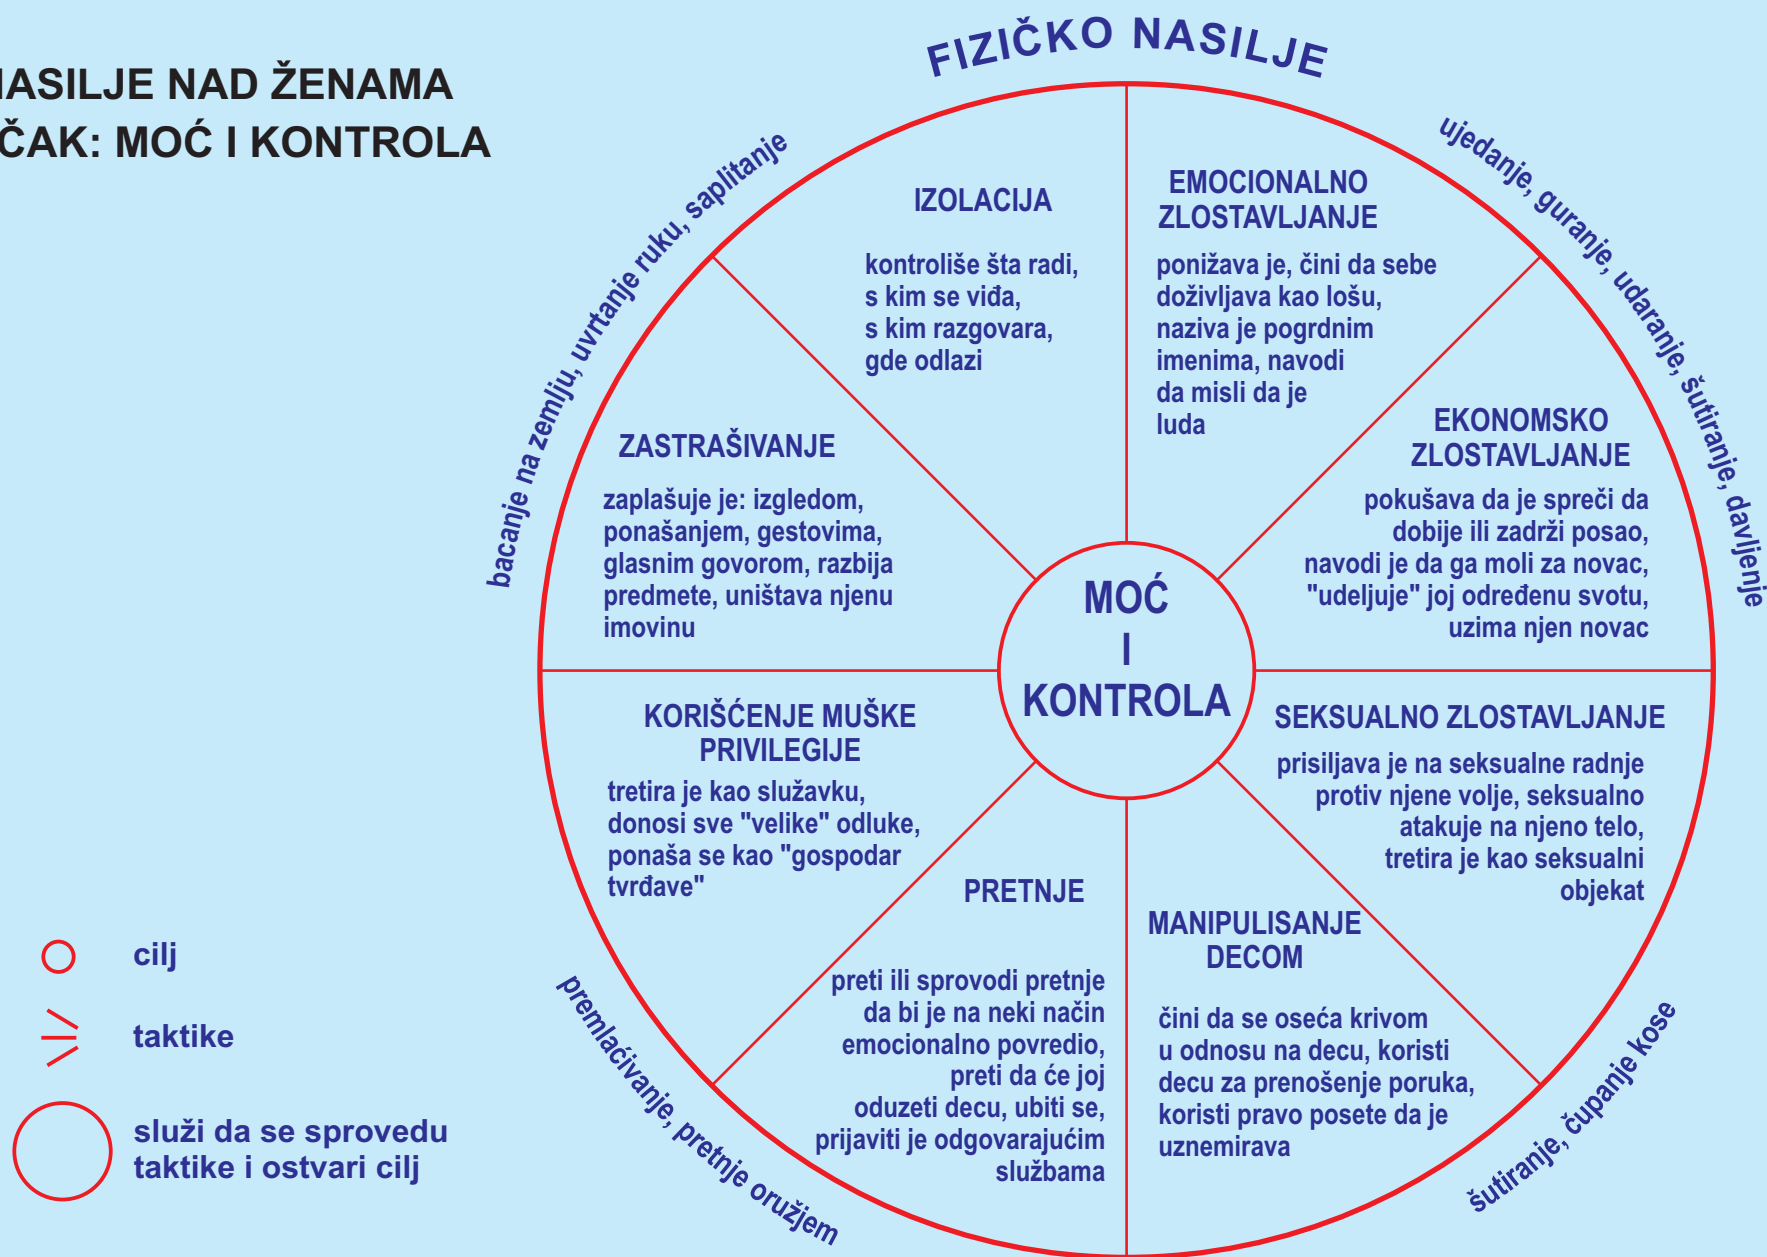 NASILJE NAD ŽENAMA
ČAK: MOĆ I KONTROLA
FIZIČKO NASILJE
bacanje na zemlju, uvrtanje ruku, saplitanje
ujedanje, guranje, udaranje, šutiranje, davljenje
IZOLACIJA
kontroliše šta radi,
s kim se viđa,
s kim razgovara,
gde odlazi
EMOCIONALNO
ZLOSTAVLJANJE
ponižava je, čini da sebe
doživljava kao lošu,
naziva je pogrdnim
imenima, navodi
da misli da je
luda
ZASTRAŠIVANJE
zaplašuje je: izgledom,
ponašanjem, gestovima,
glasnim govorom, razbija
predmete, uništava njenu
imovinu
EKONOMSKO
ZLOSTAVLJANJE
pokušava da je spreči da
dobije ili zadrži posao,
navodi je da ga moli za novac,
"udeljuje" joj određenu svotu,
uzima njen novac
MOĆ
I
KONTROLA
KORIŠĆENJE MUŠKE
PRIVILEGIJE
tretira je kao služavku,
donosi sve "velike" odluke,
ponaša se kao "gospodar
tvrđave"
SEKSUALNO ZLOSTAVLJANJE
prisiljava je na seksualne radnje
protiv njene volje, seksualno
atakuje na njeno telo,
tretira je kao seksualni
objekat
PRETNJE
preti ili sprovodi pretnje
da bi je na neki način
emocionalno povredio,
preti da će joj
oduzeti decu, ubiti se,
prijaviti je odgovarajućim
službama
MANIPULISANJE
DECOM
čini da se oseća krivom
u odnosu na decu, koristi
decu za prenošenje poruka,
koristi pravo posete da je
uznemirava
premlaćivanje, pretnje oružjem
šutiranje, čupanje kose
cilj
taktike
služi da se sprovedu
taktike i ostvari cilj